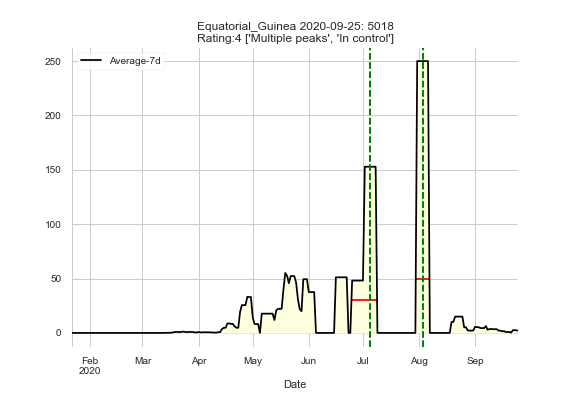 Equatorial_Guinea 2020-09-25: 5018
Rating:4 ['Multiple peaks', 'In control']
Average-7d
250
200
150
100
50
0
Feb Mar Apr May Jun Jul Aug Sep
2020
Date